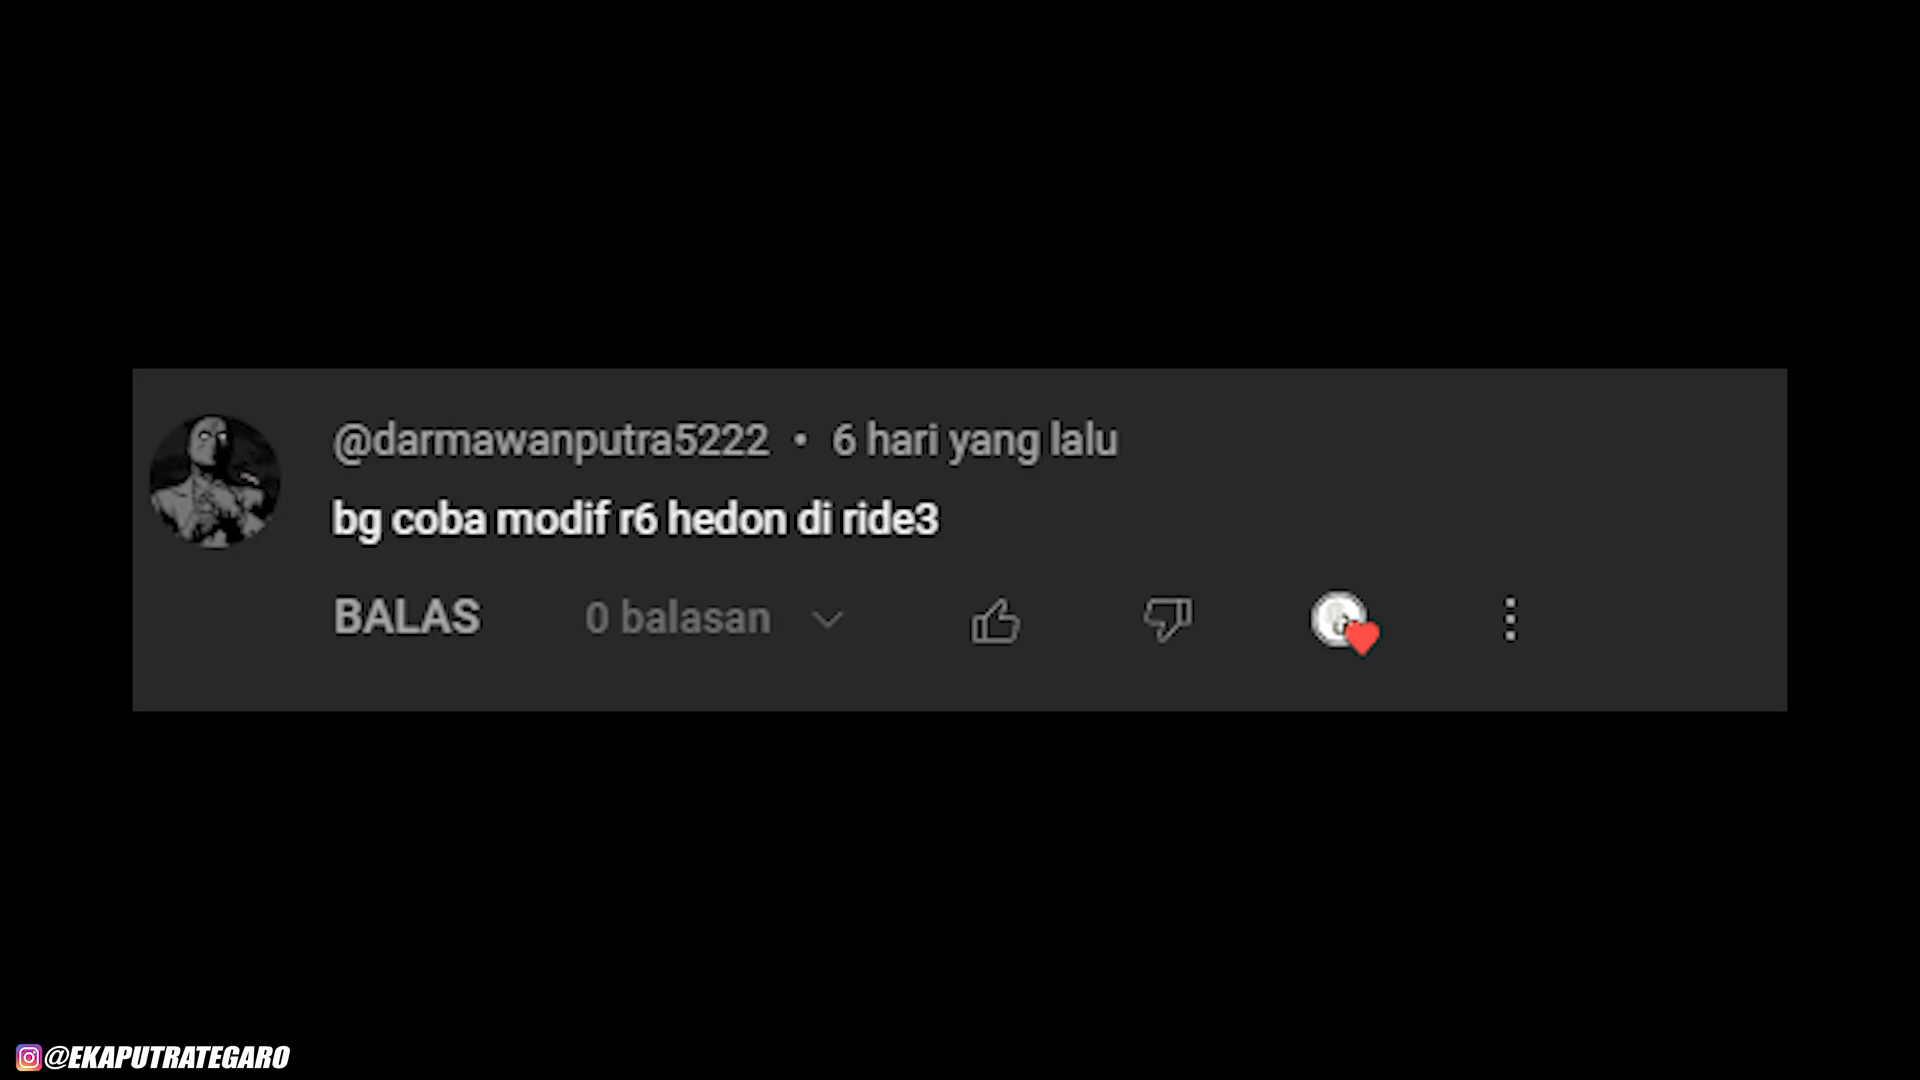 @darmawanputra5222 • 6 hari yang lalu
bg coba modif r6 hedon di ride3
BALAS 0 balasan
@EKAPUTRATEGARO